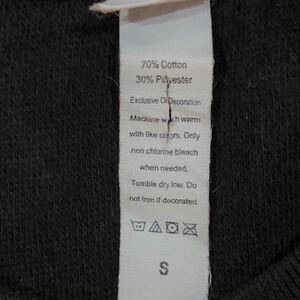 70% Cotton
30% Polyester
Exclusive Of Decoration
Machine wash warm
with like colors. Only
non chlorine bleach
when needed.
Tumble dry low. Do
not iron if decorated.
S